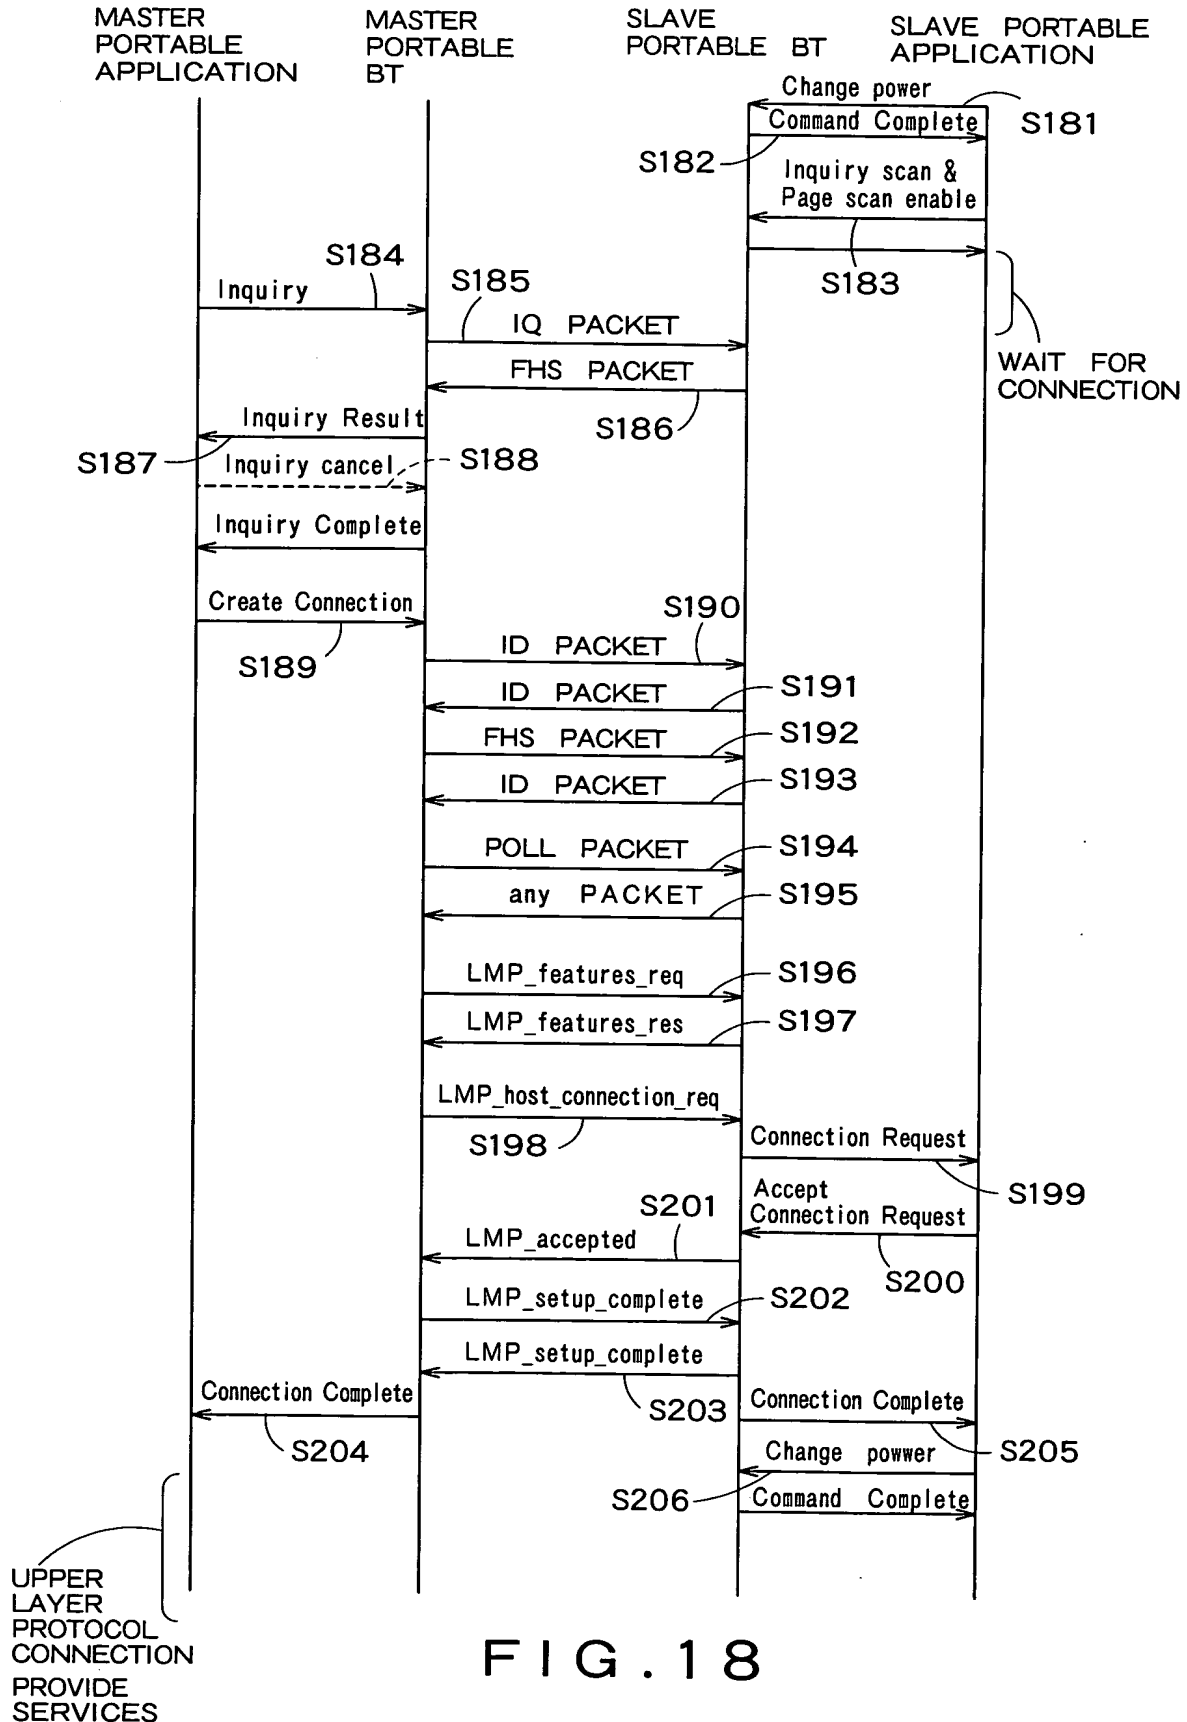 MASTER
PORTABLE
APPLICATION
MASTER
PORTABLE
BT
SLAVE
PORTABLE BT
SLAVE PORTABLE
APPLICATION
Change power
S181
Command Complete
S182
Inquiry scan &
Page scan enable
S183
S184
Inquiry
S185
IQ PACKET
WAIT FOR
CONNECTION
FHS PACKET
S186
Inquiry Result
S187
Inquiry cancel
S188
Inquiry Complete
Create Connection
S189
S190
ID PACKET
ID PACKET
S191
FHS PACKET
S192
ID PACKET
S193
POLL PACKET
S194
any PACKET
S195
LMP_features_req
S196
LMP_features_res
S197
LMP_host_connection_req
S198
Connection Request
S199
Accept
Connection Request
S200
S201
LMP_accepted
LMP_setup_complete
S202
LMP_setup_complete
S203
Connection Complete
S204
Connection Complete
S205
Change powwer
S206
Command Complete
UPPER
LAYER
PROTOCOL
CONNECTION
PROVIDE
SERVICES
FIG.18